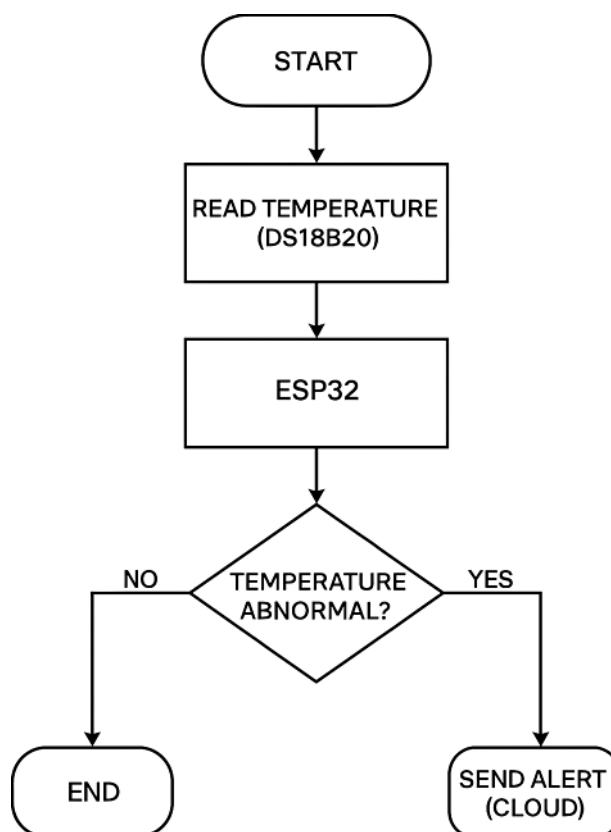 START
READ TEMPERATURE
(DS18B20)
ESP32
TEMPERATURE
ABNORMAL?
NO
YES
END
SEND ALERT
(CLOUD)